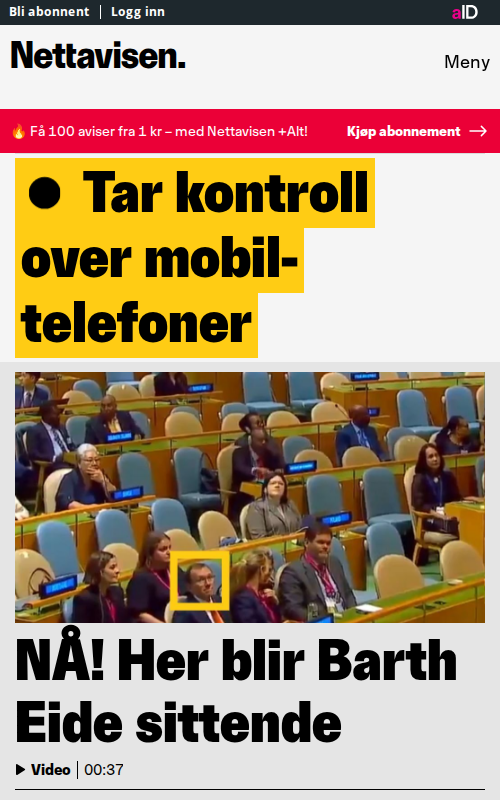 Bli abonnent | Logg inn
aID
Nettavisen.
Meny
🔥 Få 100 aviser fra 1 kr – med Nettavisen +Alt!
Kjøp abonnement →
● Tar kontroll
over mobil-
telefoner
NÅ! Her blir Barth
Eide sittende
▶ Video | 00:37